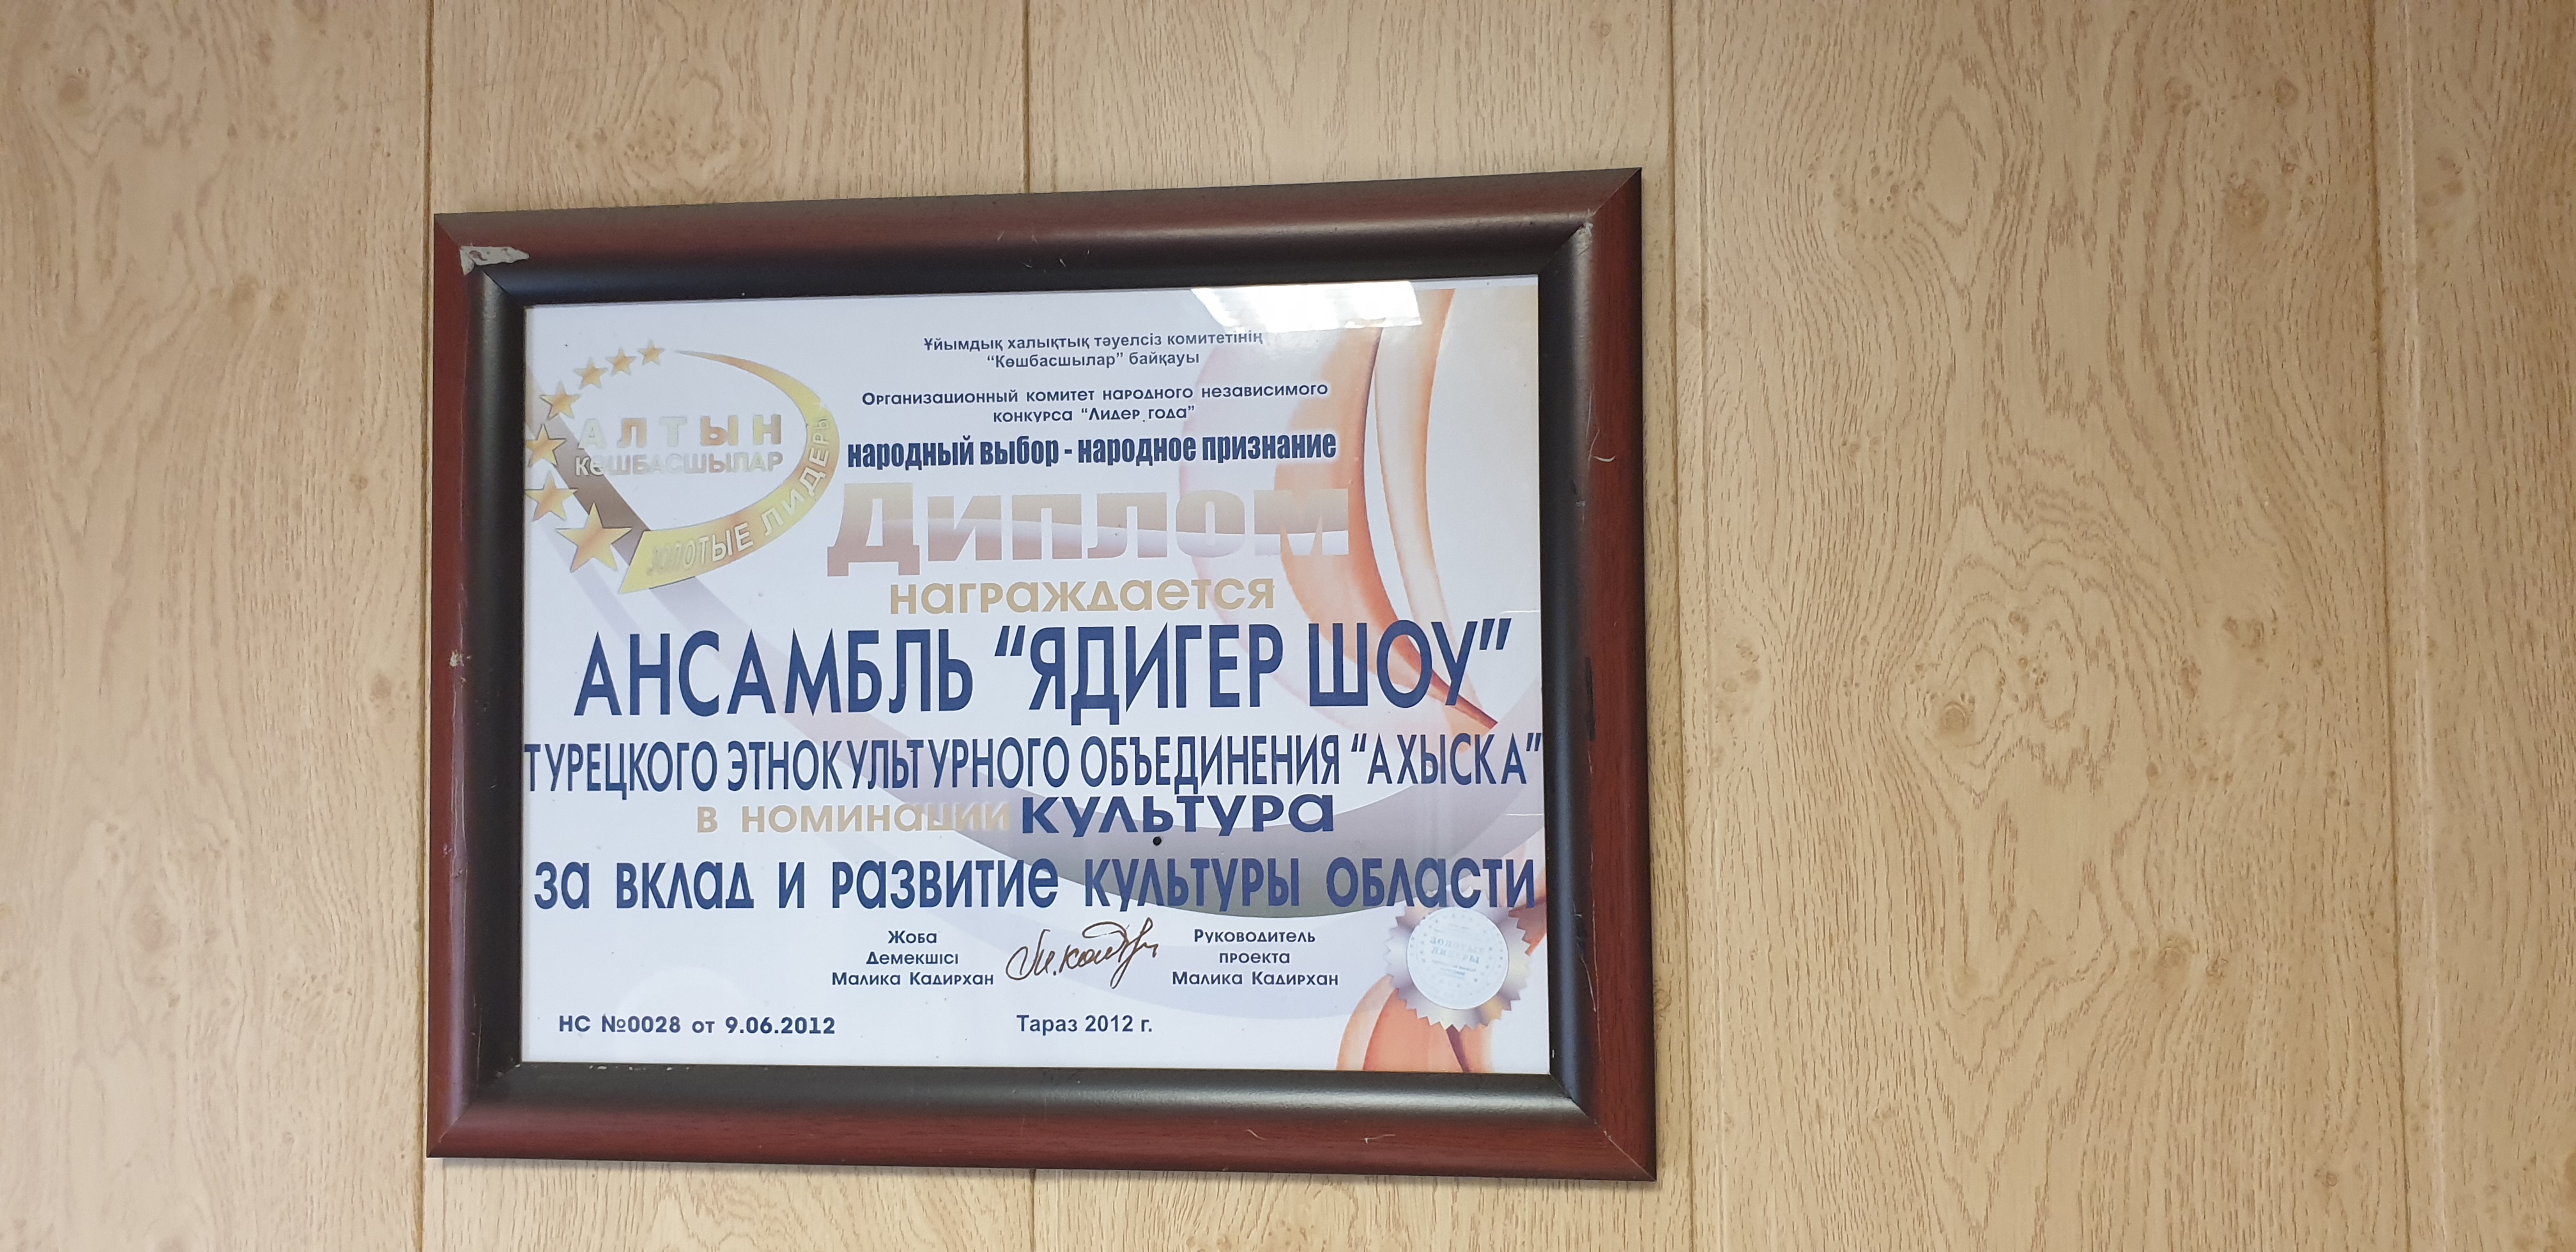 Ұйымдық халықтық тәуелсіз комитетінің
“Көшбасшылар” байқауы
Организационный комитет народного независимого
конкурса “Лидер года”
народный выбор - народное признание
АЛТЫН
КӨШБАСШЫЛАР
ЗОЛОТЫЕ ЛИДЕРЫ
Диплом
награждается
АНСАМБЛЬ “ЯДИГЕР ШОУ”
ТУРЕЦКОГО ЭТНОКУЛЬТУРНОГО ОБЪЕДИНЕНИЯ “АХЫСКА”
в номинации культура
за вклад и развитие культуры области
Жоба
Демекшісі
Малика Кадирхан
Руководитель
проекта
Малика Кадирхан
ЗОЛОТЫЕ
ЛИДЕРЫ
НС №0028 от 9.06.2012
Тараз 2012 г.